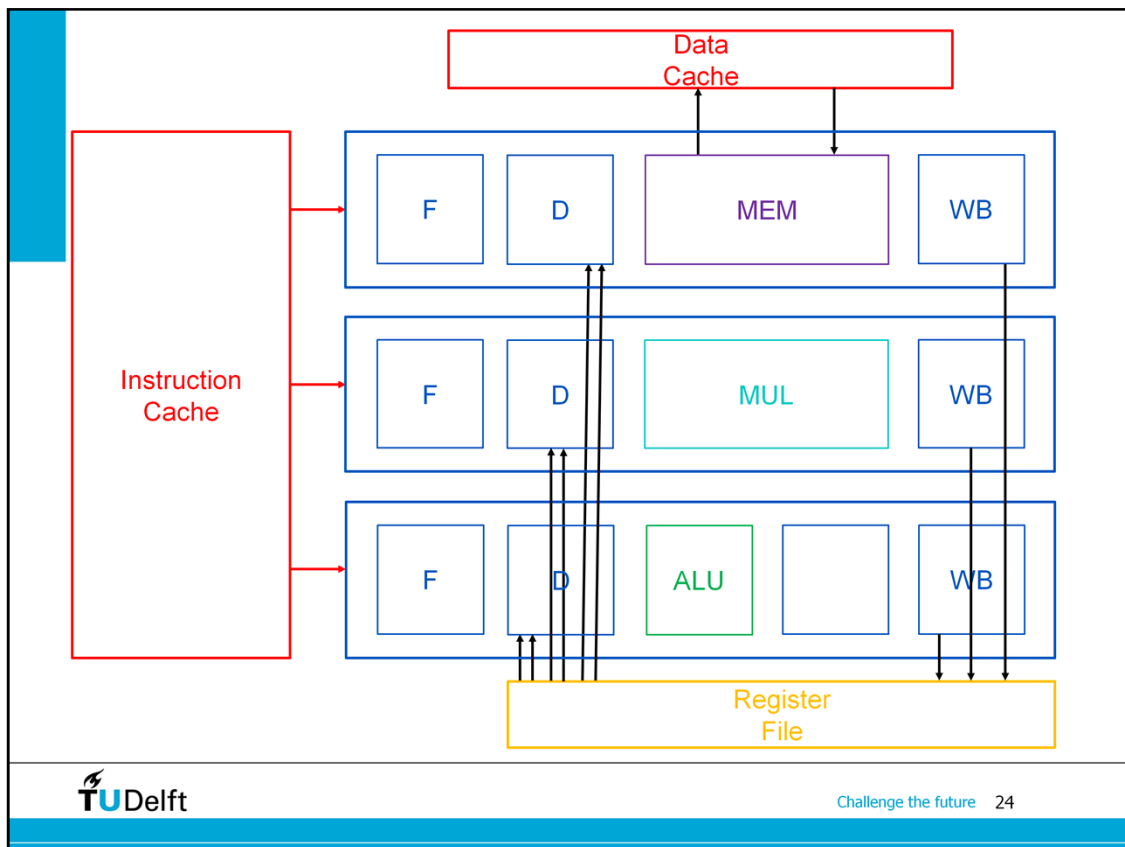 Data
Cache
F
D
MEM
WB
Instruction
Cache
F
D
MUL
WB
F
D
ALU
WB
Register
File
TUDelft
Challenge the future 24